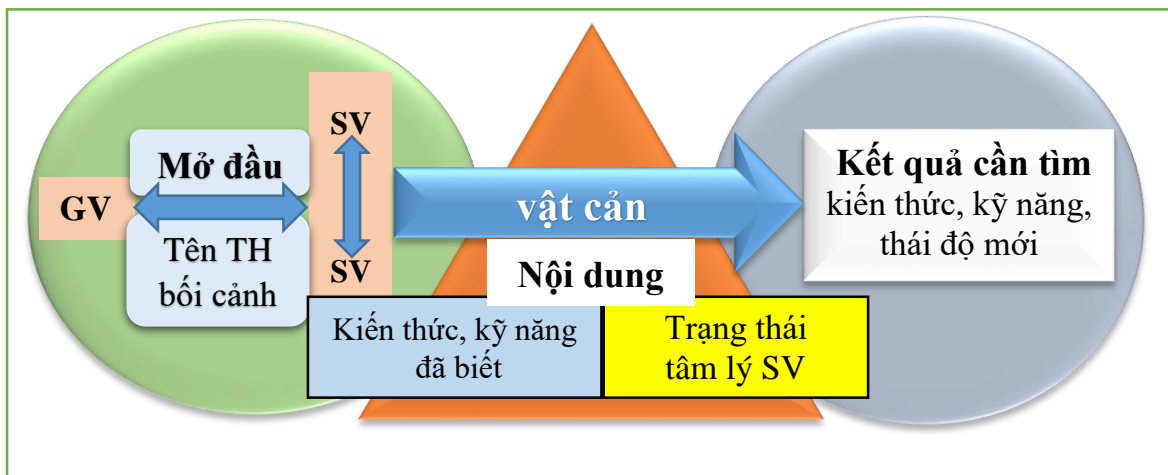 GV
Mở đầu
Tên TH
bối cảnh
SV
SV
vật cản
Nội dung
Kiến thức, kỹ năng
đã biết
Trạng thái
tâm lý SV
Kết quả cần tìm
kiến thức, kỹ năng,
thái độ mới